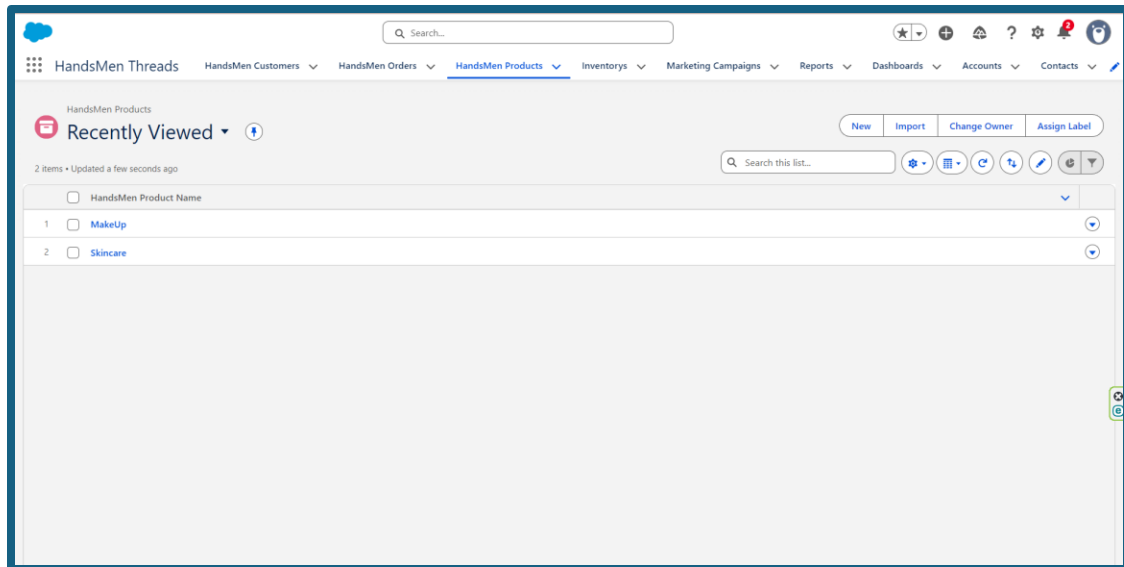 Search...
2
HandsMen Threads HandsMen Customers HandsMen Orders HandsMen Products Inventorys Marketing Campaigns Reports Dashboards Accounts Contacts
HandsMen Products
Recently Viewed
New Import Change Owner Assign Label
2 items • Updated a few seconds ago
Search this list...
HandsMen Product Name
1 MakeUp
2 Skincare